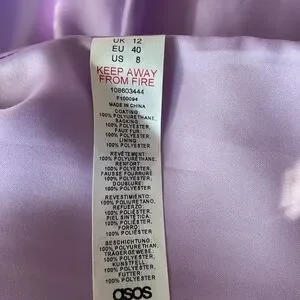 UK 12
EU 40
US 8
KEEP AWAY
FROM FIRE
108603444
F100094
MADE IN CHINA
COATING:
100% POLYURETHANE,
BACKING:
100% POLYESTER,
FAUX FUR:
100% POLYESTER,
LINING:
100% POLYESTER,
REVÊTEMENT:
100% POLYURETHANE,
RENFORT:
100% POLYESTER,
FAUSSE FOURRURE:
100% POLYESTER,
DOUBLURE:
100% POLYESTER,
REVESTIMIENTO:
100% POLIURETANO,
REFUERZO:
100% POLIÉSTER,
PIEL SINTÉTICA:
100% POLIÉSTER,
FORRO:
100% POLIÉSTER
BESCHICHTUNG:
100% POLYURETHAN,
TRÄGERGEWEBE:
100% POLYESTER,
KUNSTFELL:
100% POLYESTER,
FUTTER:
100% POLYESTER
asos